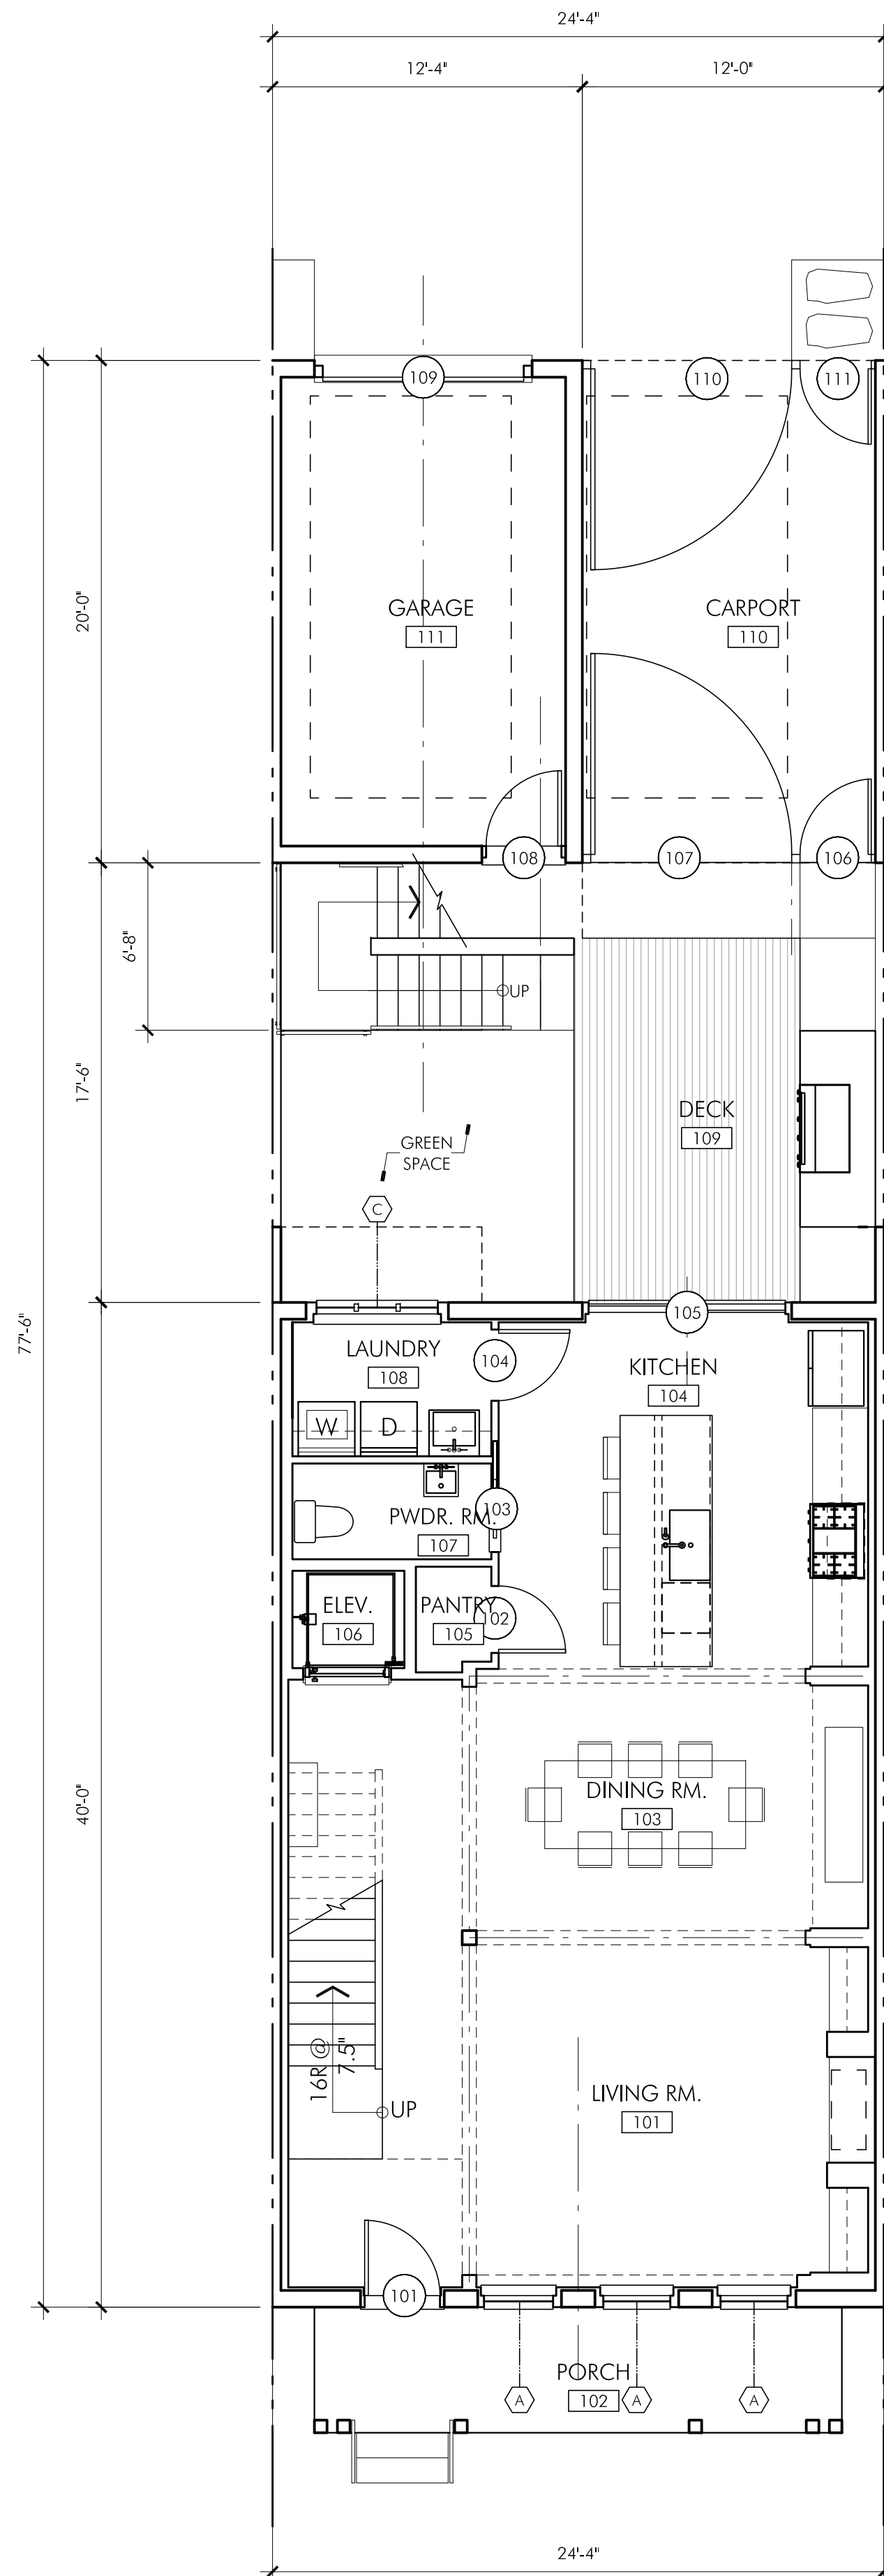 24'-4"
12'-4"
12'-0"
109
110
111
20'-0"
GARAGE
111
CARPORT
110
108
107
106
6'-8"
UP
17'-6"
DECK
109
GREEN
SPACE
C
77'-6"
105
LAUNDRY
108
104
KITCHEN
104
W
D
103
PWDR. RM.
107
ELEV.
106
PANTRY
105
102
40'-0"
DINING RM.
103
16R @
7.5"
UP
LIVING RM.
101
101
PORCH
102
A
A
A
24'-4"